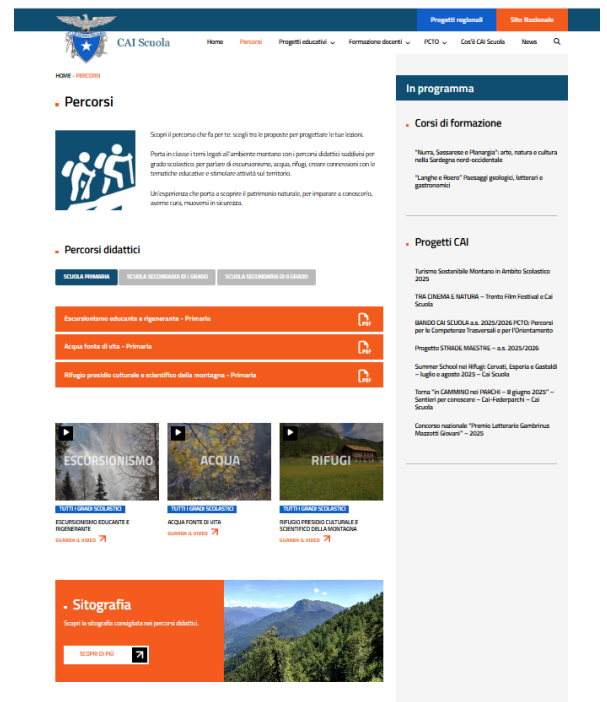 Progetti regionali
Sito Nazionale
CAI Scuola
Home
Percorsi
Progetti educativi
Formazione docenti
PCTO
Cos'è CAI Scuola
News
HOME - PERCORSI
Percorsi
Scopri il percorso che fa per te: scegli tra le proposte per progettare le tue lezioni.
Porta in classe i temi legati all'ambiente montano con i percorsi didattici suddivisi per
grado scolastico: per parlare di escursionismo, acqua, rifugi, creare connessioni con le
tematiche educative e stimolare attività sul territorio.
Un'esperienza che porta a scoprire il patrimonio naturale, per imparare a conoscerlo,
averne cura, muoversi in sicurezza.
Percorsi didattici
SCUOLA PRIMARIA
SCUOLA SECONDARIA DI I GRADO
SCUOLA SECONDARIA DI II GRADO
Escursionismo educante e rigenerante - Primaria
PDF
Acqua fonte di vita - Primaria
PDF
Rifugio presidio culturale e scientifico della montagna - Primaria
PDF
ESCURSIONISMO
ACQUA
RIFUGI
TUTTI I GRADI SCOLASTICI
TUTTI I GRADI SCOLASTICI
TUTTI I GRADI SCOLASTICI
ESCURSIONISMO EDUCANTE E
RIGENERANTE
GUARDA IL VIDEO
ACQUA FONTE DI VITA
GUARDA IL VIDEO
RIFUGIO PRESIDIO CULTURALE E
SCIENTIFICO DELLA MONTAGNA
GUARDA IL VIDEO
Sitografia
Scopri la sitografia consigliata nei percorsi didattici.
SCOPRI DI PIÙ
In programma
Corsi di formazione
"Nurra, Sassarese e Planargia": arte, natura e cultura
nella Sardegna nord-occidentale
"Langhe e Roero" Paesaggi geologici, letterari e
gastronomici
Progetti CAI
Turismo Sostenibile Montano in Ambito Scolastico
2025
TRA CINEMA E NATURA – Trento Film Festival e Cai
Scuola
BANDO CAI SCUOLA a.s. 2025/2026 PCTO: Percorsi
per le Competenze Trasversali e per l'Orientamento
Progetto STRADE MAESTRE – a.s. 2025/2026
Summer School nei Rifugi: Cervati, Esperia e Gastaldi
– luglio e agosto 2025 – Cai Scuola
Torna "in CAMMINO nei PARCHI – 8 giugno 2025" –
Sentieri per conoscere – Cai-Federparchi – Cai
Scuola
Concorso nazionale "Premio Letterario Gambrinus
Mazzotti Giovani" – 2025